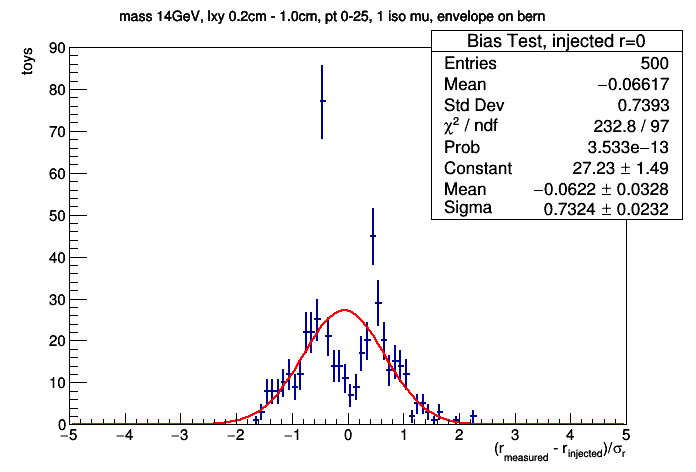 mass 14GeV, lxy 0.2cm - 1.0cm, pt 0-25, 1 iso mu, envelope on bern
Bias Test, injected r=0
Entries 500
Mean −0.06617
Std Dev 0.7393
χ² / ndf 232.8 / 97
Prob 3.533e−13
Constant 27.23 ± 1.49
Mean −0.0622 ± 0.0328
Sigma 0.7324 ± 0.0232
toys
90
80
70
60
50
40
30
20
10
0
−5 −4 −3 −2 −1 0 1 2 3 4 5
(r_measured - r_injected)/σ_r